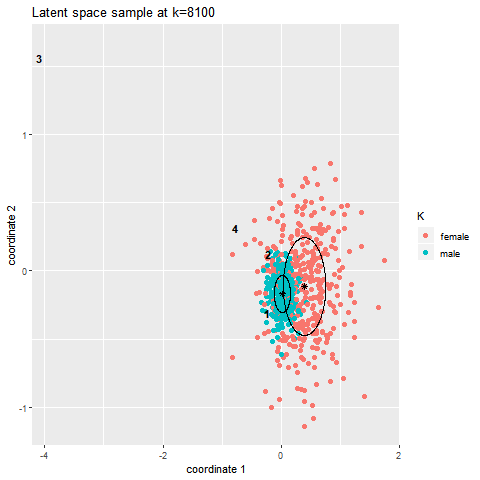 Latent space sample at k=8100
3
1
4
2
0
1
-1
-4
-2
0
2
coordinate 1
coordinate 2
K
female
male